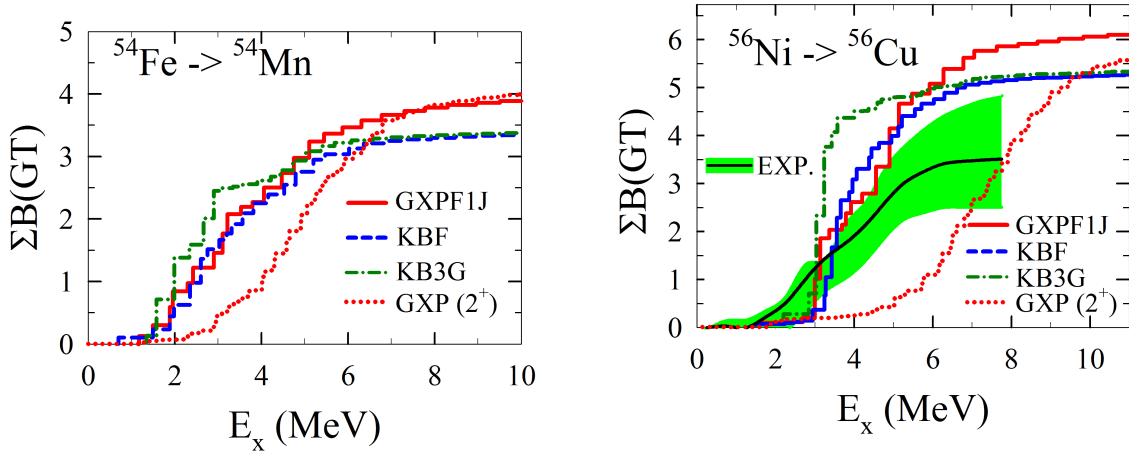 ⁵⁴Fe -> ⁵⁴Mn
ΣB(GT)
5
4
3
2
1
0
GXPF1J
KBF
KB3G
GXP (2⁺)
0 2 4 6 8 10
Eₓ (MeV)
⁵⁶Ni -> ⁵⁶Cu
ΣB(GT)
6
5
4
3
2
1
0
EXP.
GXPF1J
KBF
KB3G
GXP (2⁺)
0 2 4 6 8 10
Eₓ (MeV)